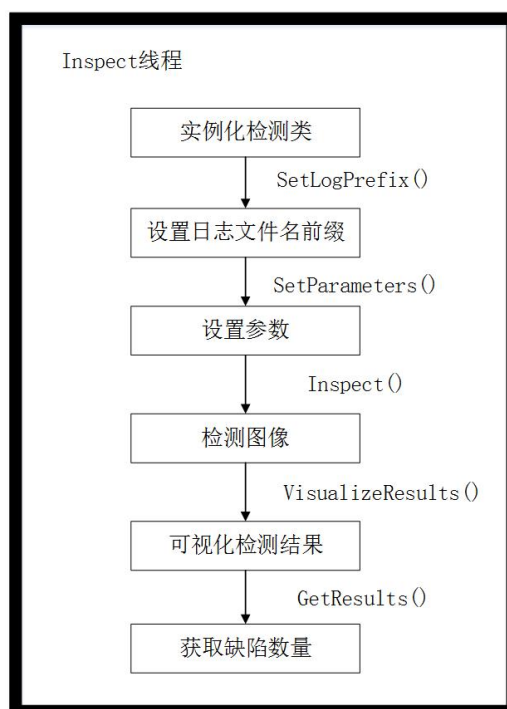 Inspect线程
实例化检测类
SetLogPrefix()
设置日志文件名前缀
SetParameters()
设置参数
Inspect()
检测图像
VisualizeResults()
可视化检测结果
GetResults()
获取缺陷数量